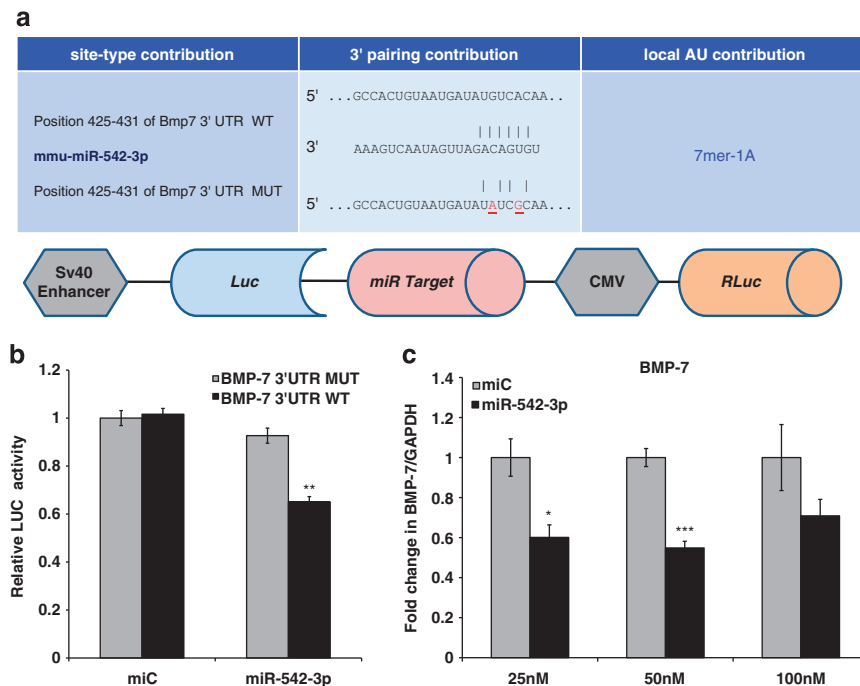 a
site-type contribution
3' pairing contribution
local AU contribution
5' ...GCCACUGUAAUGAUAUGUCACAA..
Position 425-431 of Bmp7 3' UTR WT
mmu-miR-542-3p
3' AAAGUCAAUAGUUAGACAGUGU
7mer-1A
Position 425-431 of Bmp7 3' UTR MUT
5' ...GCCACUGUAAUGAUAUAUCGCAA...
Sv40 Enhancer
Luc
miR Target
CMV
RLuc
b
BMP-7 3'UTR MUT
BMP-7 3'UTR WT
Relative LUC activity
1.2
1
0.8
0.6
0.4
0.2
0
**
miC
miR-542-3p
c
BMP-7
miC
miR-542-3p
Fold change in BMP-7/GAPDH
1.4
1.2
1
0.8
0.6
0.4
0.2
0
*
***
25nM
50nM
100nM